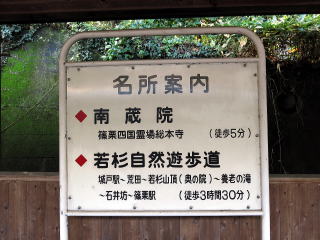 名所案内
◆南蔵院
篠栗四国霊場総本寺 (徒歩5分)
◆若杉自然遊歩道
城戸駅~荒田~若杉山頂(奥の院)~養老の滝
~石井坊~篠栗駅 (徒歩3時間30分)